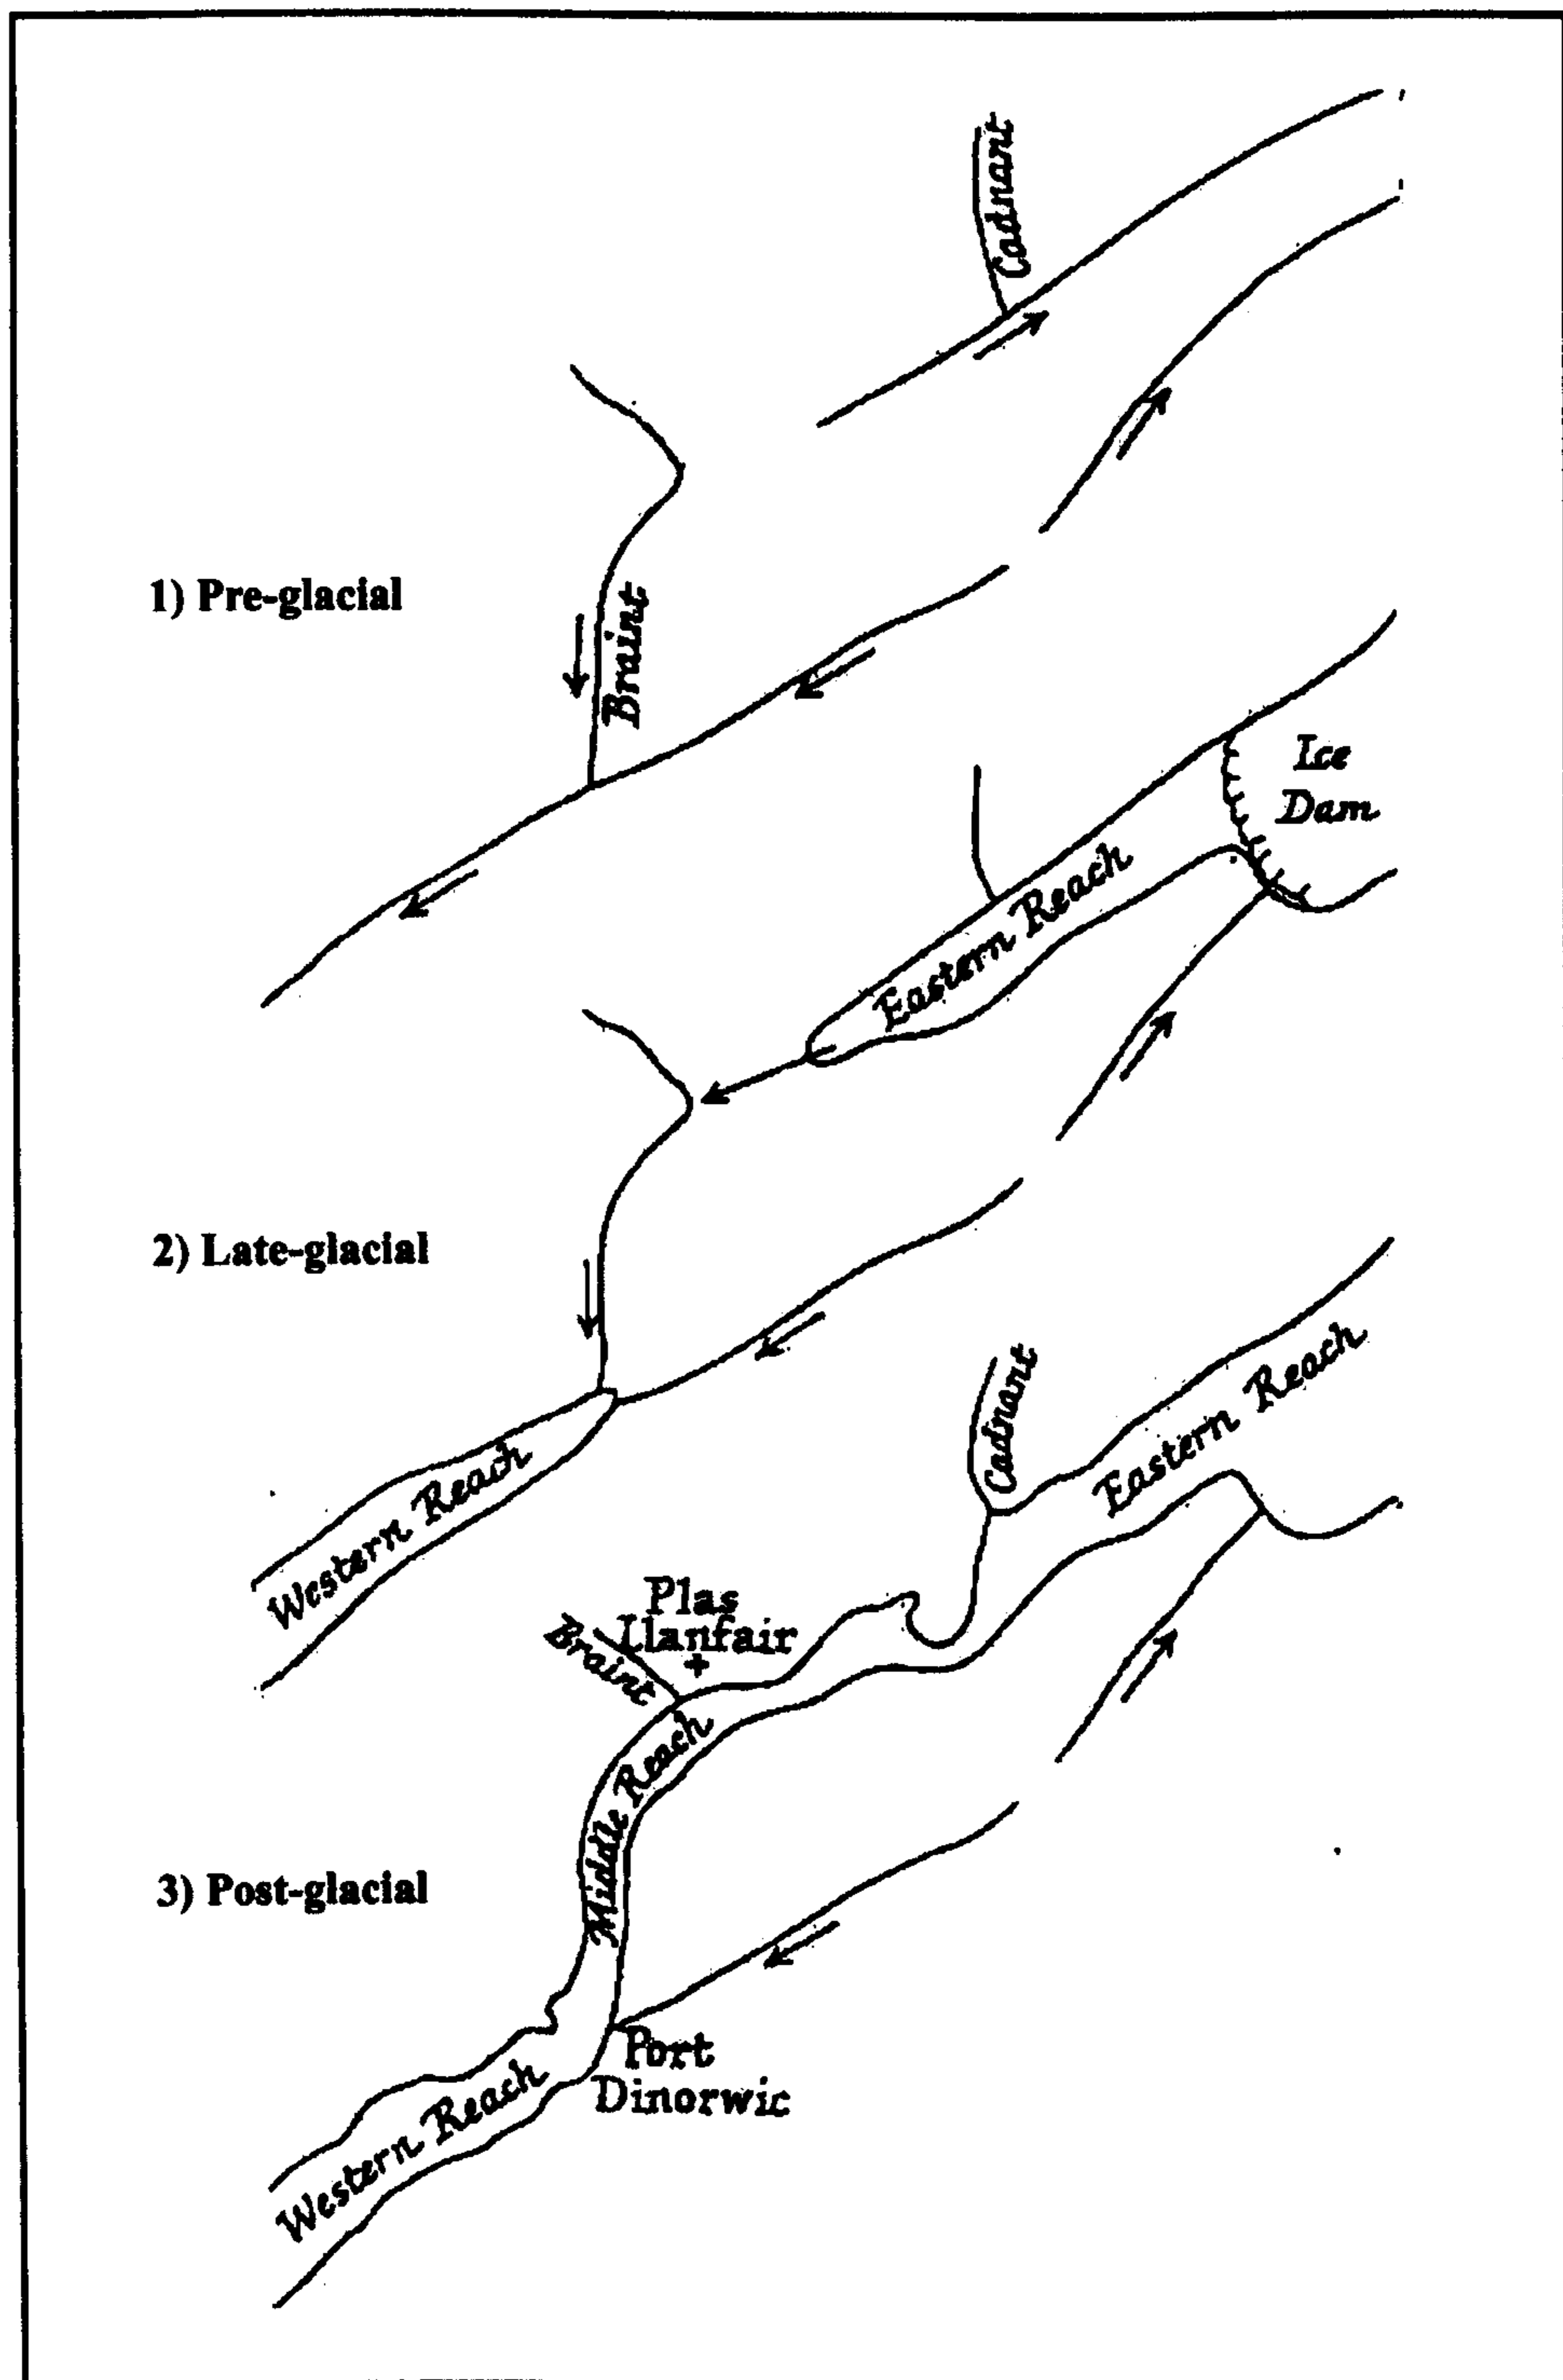 Cadnant
1) Pre-glacial
Braint
Ice
Dam
Eastern Reach
2) Late-glacial
Western Reach
Cadnant
Eastern Reach
Plas
Llanfair
+
Braint
Middle Reach
3) Post-glacial
Port
Dinorwic
Western Reach